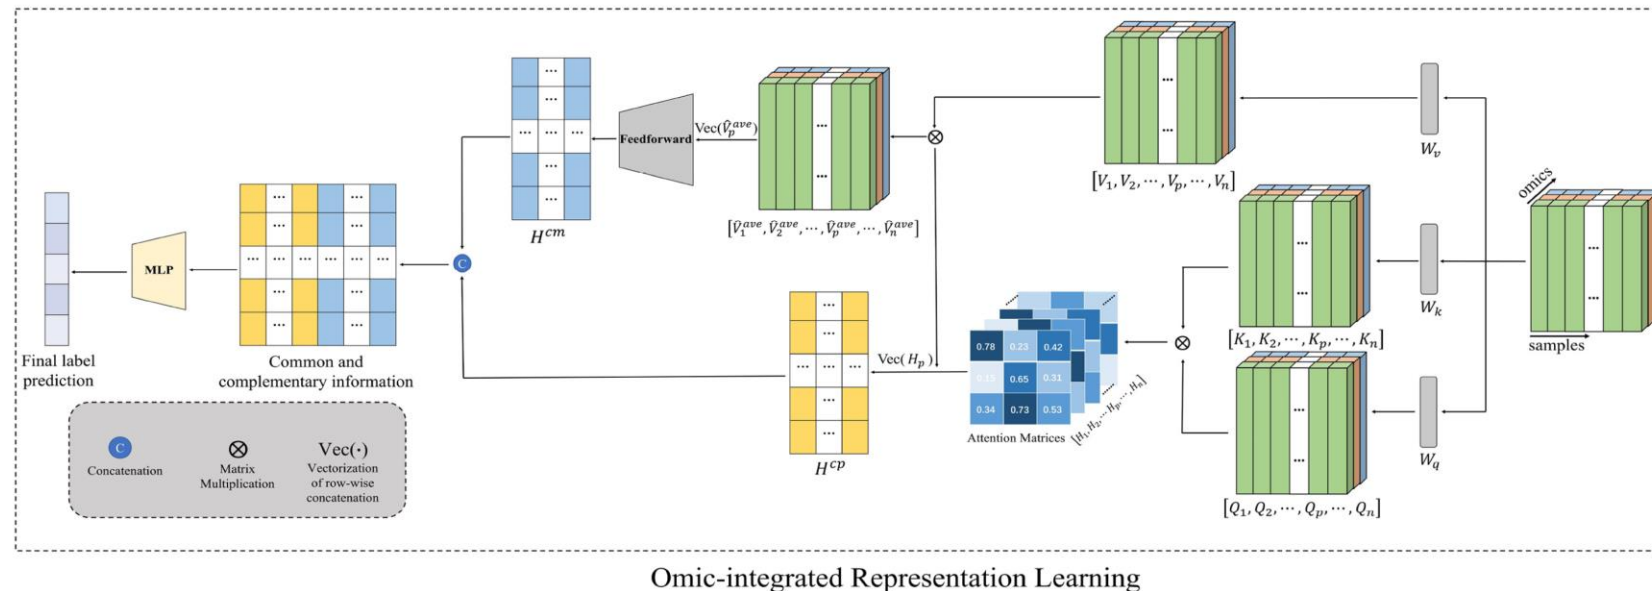 Final label
prediction
MLP
Common and
complementary information
C
H^{cm}
Feedforward
Vec(V̂_p^{ave})
[V̂_1^{ave}, V̂_2^{ave}, ⋯, V̂_p^{ave}, ⋯, V̂_n^{ave}]
[V_1, V_2, ⋯, V_p, ⋯, V_n]
W_v
omics
samples
W_k
[K_1, K_2, ⋯, K_p, ⋯, K_n]
W_q
[Q_1, Q_2, ⋯, Q_p, ⋯, Q_n]
0.78 0.23 0.42
0.65 0.31
0.34 0.73 0.53
Attention Matrices
[H_1, H_2, ⋯ H_p, ⋯, H_n]
Vec(H_p)
H^{cp}
C
Concatenation
Matrix
Multiplication
Vec(·)
Vectorization
of row-wise
concatenation
Omic-integrated Representation Learning